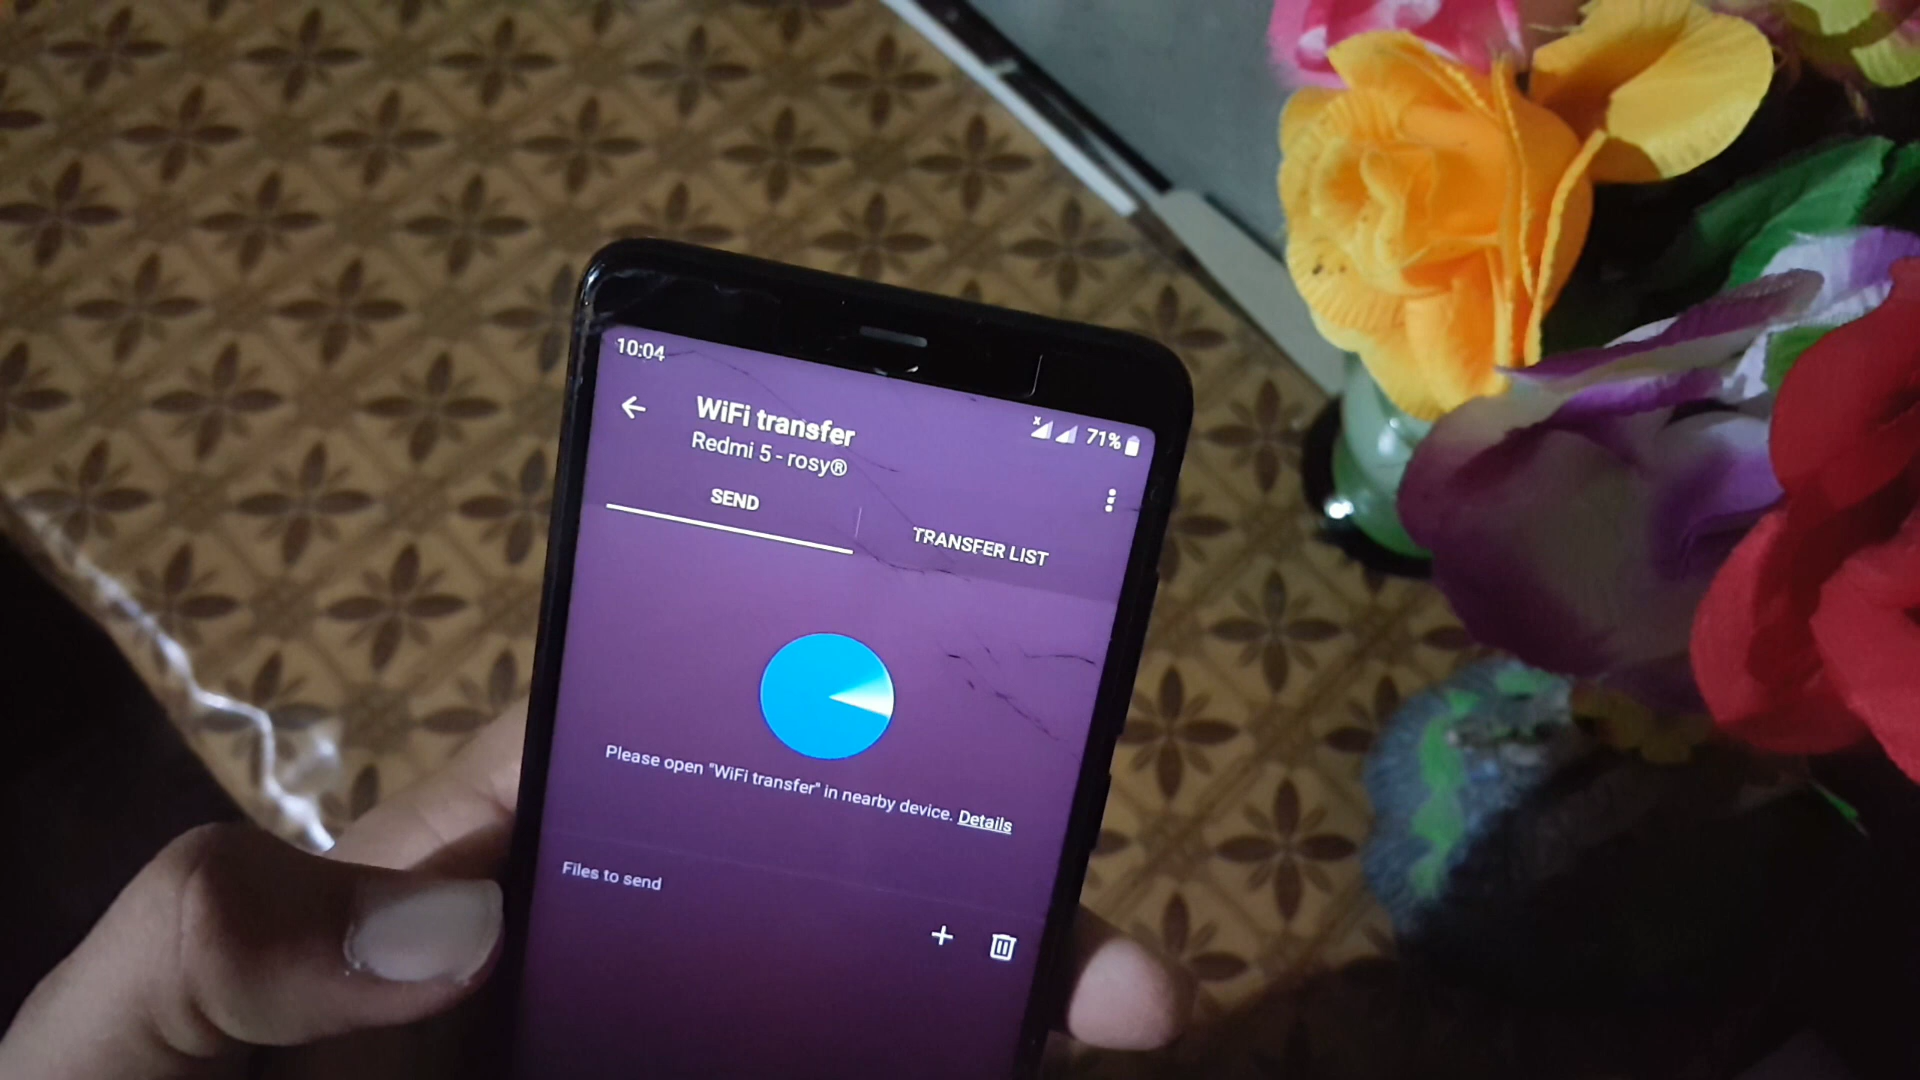 10:04
71%
WiFi transfer
Redmi 5 - rosy®
SEND
TRANSFER LIST
Please open "WiFi transfer" in nearby device. Details
Files to send